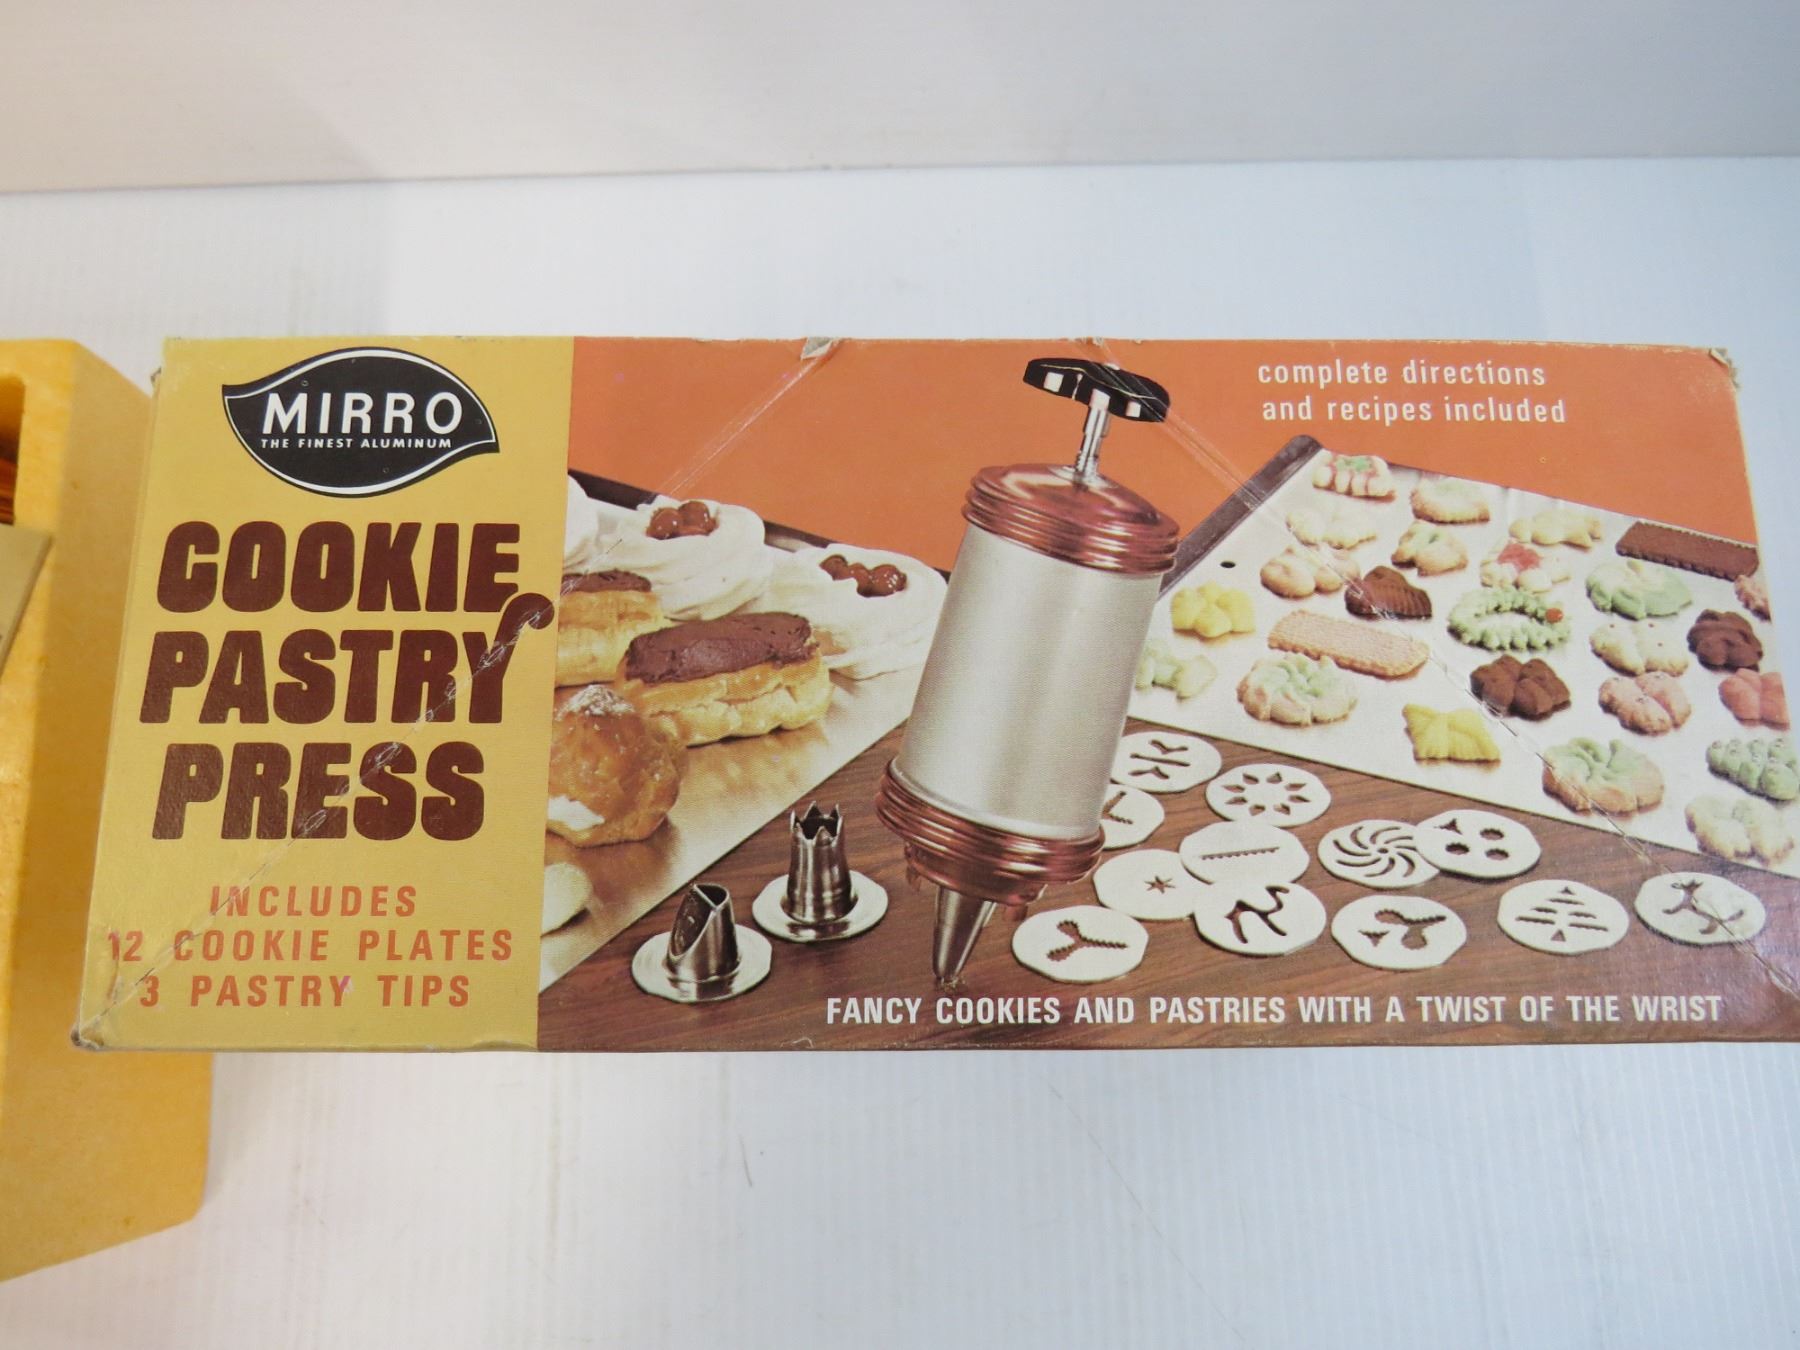 MIRRO
THE FINEST ALUMINUM
COOKIE
PASTRY
PRESS
INCLUDES
12 COOKIE PLATES
3 PASTRY TIPS
complete directions
and recipes included
FANCY COOKIES AND PASTRIES WITH A TWIST OF THE WRIST